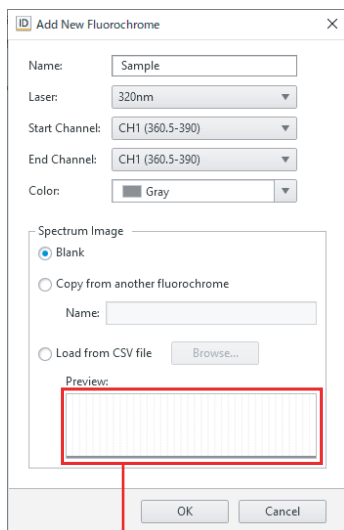 ID Add New Fluorochrome
Name: Sample
Laser: 320nm
Start Channel: CH1 (360.5-390)
End Channel: CH1 (360.5-390)
Color: Gray
Spectrum Image
Blank
Copy from another fluorochrome
Name:
Load from CSV file Browse...
Preview:
OK Cancel